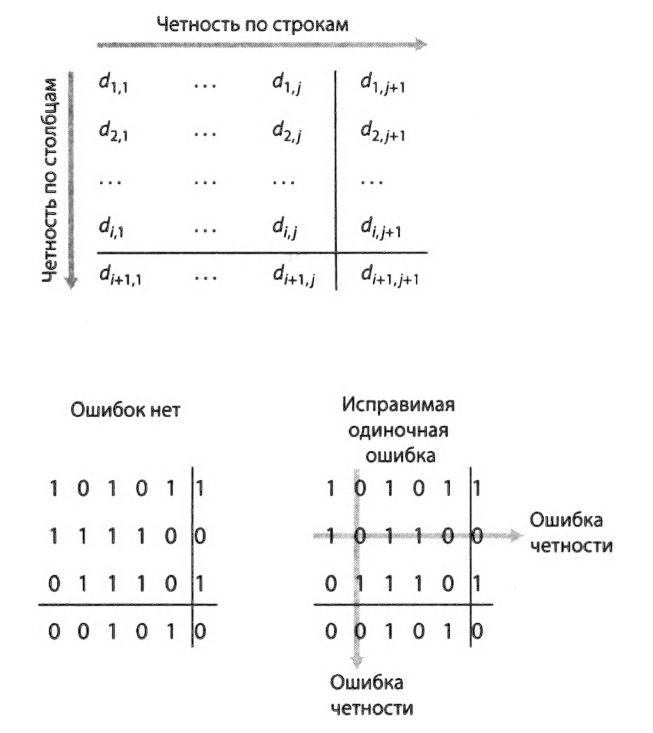 Четность по строкам
Четность по столбцам
d1,1 ... d1,j d1,j+1
d2,1 ... d2,j d2,j+1
... ... ... ...
di,1 ... di,j di,j+1
di+1,1 ... di+1,j di+1,j+1
Ошибок нет
1 0 1 0 1 1
1 1 1 1 0 0
0 1 1 1 0 1
0 0 1 0 1 0
Исправимая
одиночная
ошибка
1 0 1 0 1 1
1 0 1 1 0 0
0 1 1 1 0 1
0 0 1 0 1 0
Ошибка
четности
Ошибка
четности